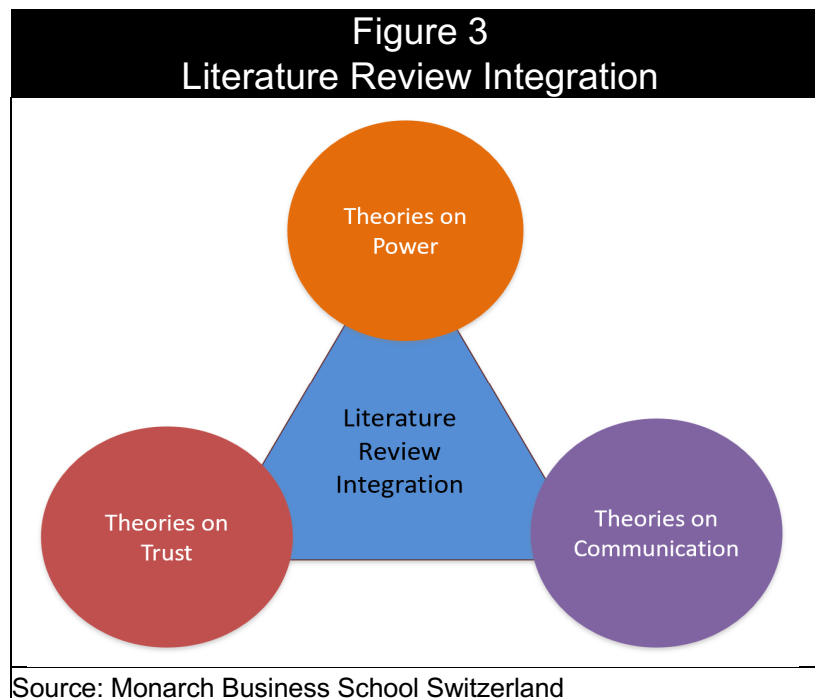 Figure 3
Literature Review Integration
Theories on
Power
Literature
Review
Integration
Theories on
Trust
Theories on
Communication
Source: Monarch Business School Switzerland